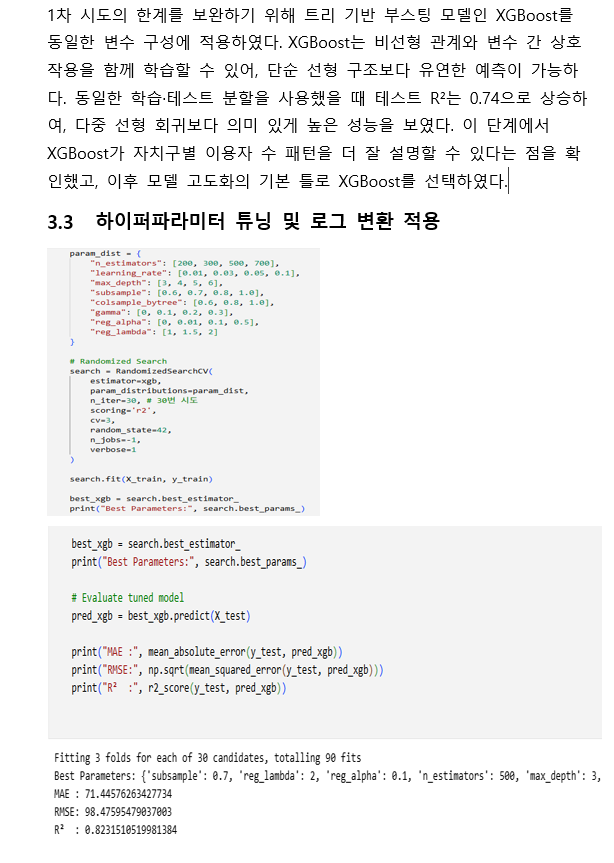 1차 시도의 한계를 보완하기 위해 트리 기반 부스팅 모델인 XGBoost를
동일한 변수 구성에 적용하였다. XGBoost는 비선형 관계와 변수 간 상호
작용을 함께 학습할 수 있어, 단순 선형 구조보다 유연한 예측이 가능하
다. 동일한 학습·테스트 분할을 사용했을 때 테스트 R²는 0.74으로 상승하
여, 다중 선형 회귀보다 의미 있게 높은 성능을 보였다. 이 단계에서
XGBoost가 자치구별 이용자 수 패턴을 더 잘 설명할 수 있다는 점을 확
인했고, 이후 모델 고도화의 기본 틀로 XGBoost를 선택하였다.
3.3 하이퍼파라미터 튜닝 및 로그 변환 적용
param_dist = {
"n_estimators": [200, 300, 500, 700],
"learning_rate": [0.01, 0.03, 0.05, 0.1],
"max_depth": [3, 4, 5, 6],
"subsample": [0.6, 0.7, 0.8, 1.0],
"colsample_bytree": [0.6, 0.8, 1.0],
"gamma": [0, 0.1, 0.2, 0.3],
"reg_alpha": [0, 0.01, 0.1, 0.5],
"reg_lambda": [1, 1.5, 2]
}
# Randomized Search
search = RandomizedSearchCV(
estimator=xgb,
param_distributions=param_dist,
n_iter=30, # 30번 시도
scoring='r2',
cv=3,
random_state=42,
n_jobs=-1,
verbose=1
)
search.fit(X_train, y_train)
best_xgb = search.best_estimator_
print("Best Parameters:", search.best_params_)
best_xgb = search.best_estimator_
print("Best Parameters:", search.best_params_)
# Evaluate tuned model
pred_xgb = best_xgb.predict(X_test)
print("MAE :", mean_absolute_error(y_test, pred_xgb))
print("RMSE:", np.sqrt(mean_squared_error(y_test, pred_xgb)))
print("R² :", r2_score(y_test, pred_xgb))
Fitting 3 folds for each of 30 candidates, totalling 90 fits
Best Parameters: {'subsample': 0.7, 'reg_lambda': 2, 'reg_alpha': 0.1, 'n_estimators': 500, 'max_depth': 3,
MAE : 71.44576263427734
RMSE: 98.47595479037003
R² : 0.8231510519981384